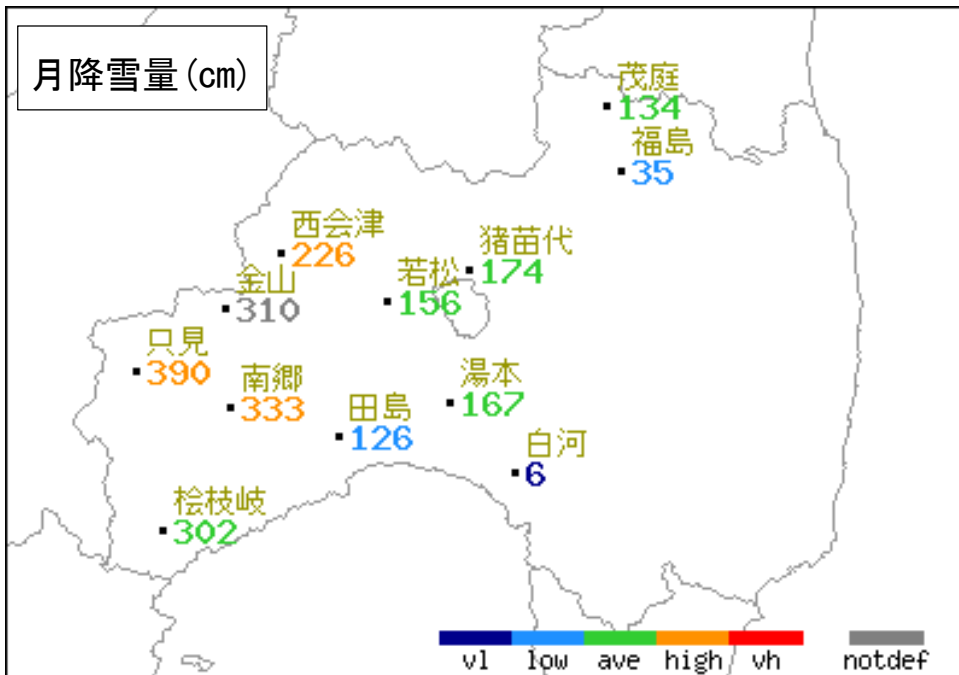 月降雪量(cm)
茂庭
134
福島
35
西会津
226
猪苗代
174
金山
310
若松
156
只見
390
南郷
333
湯本
167
田島
126
白河
6
桧枝岐
302
vl low ave high vh notdef